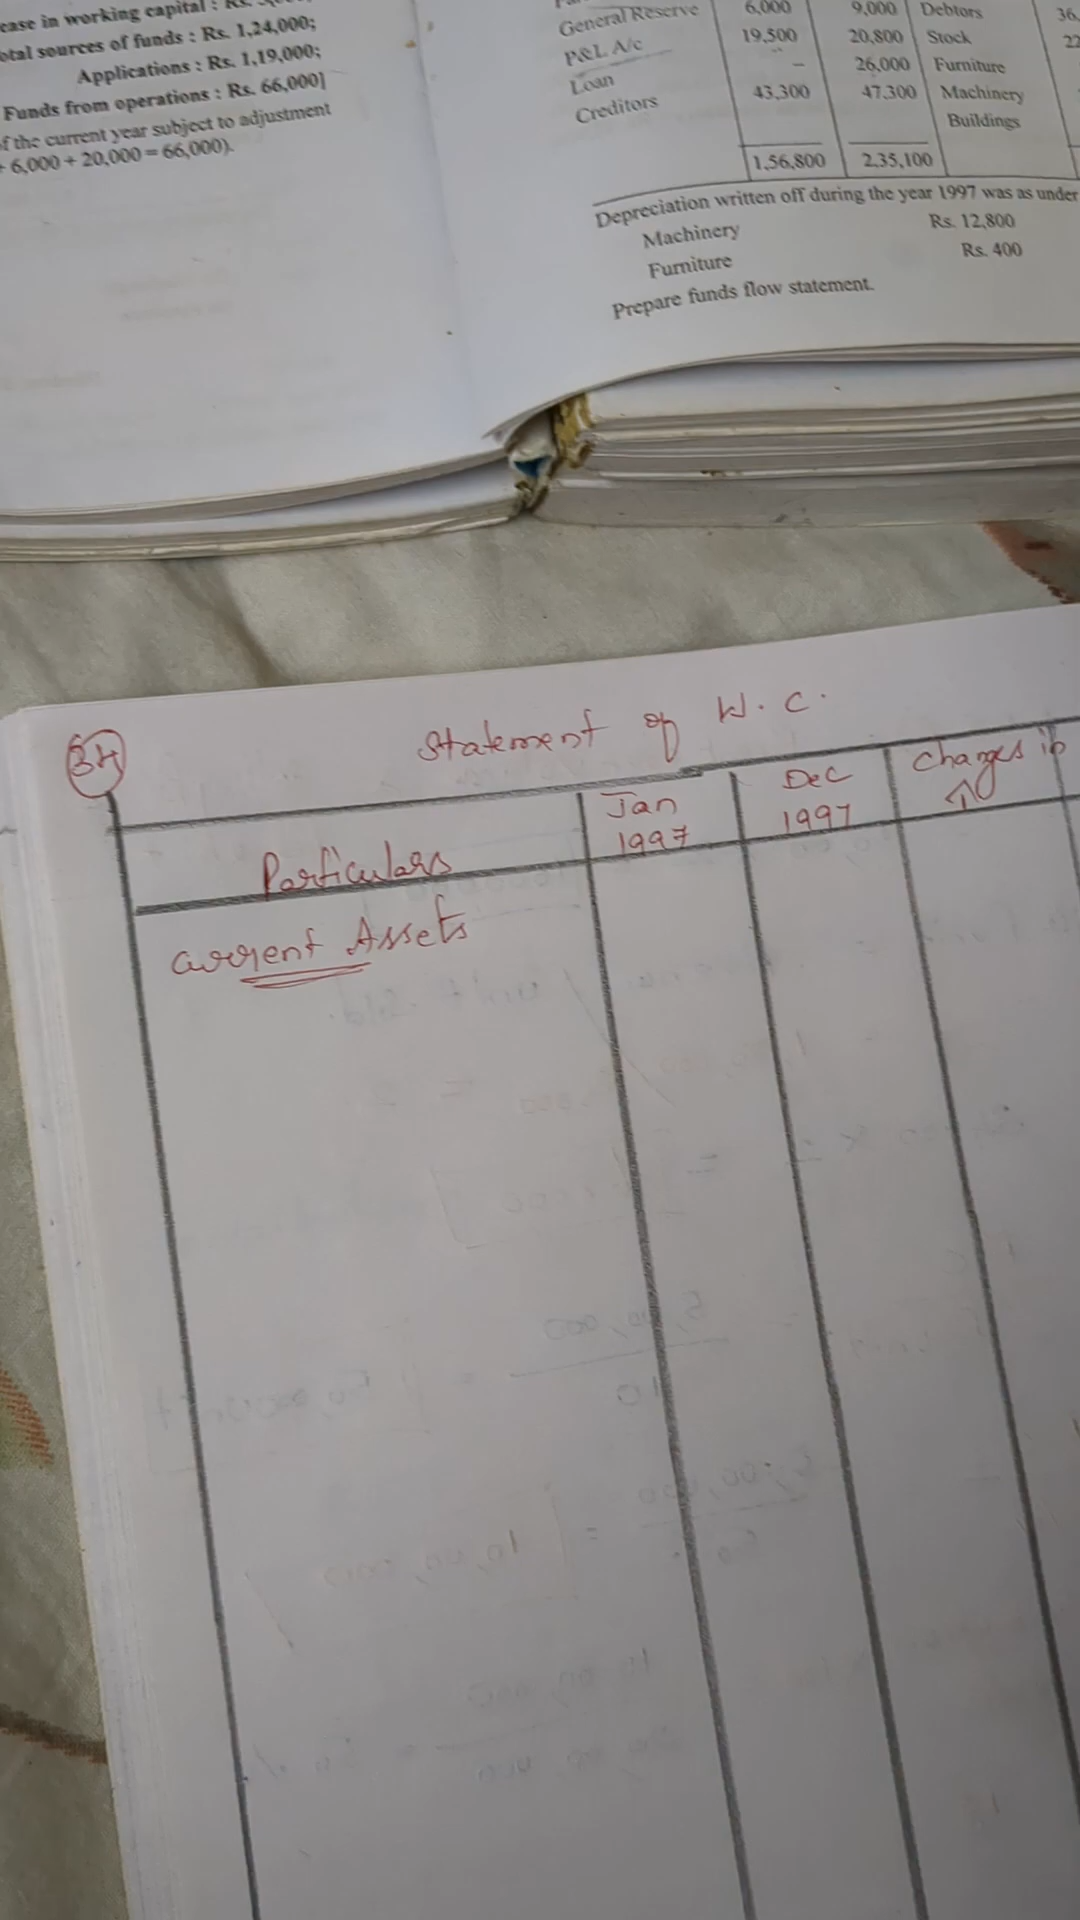 ease in working capital : Rs.
otal sources of funds : Rs. 1,24,000;
Applications : Rs. 1,19,000;
Funds from operations : Rs. 66,000]
of the current year subject to adjustment
+ 6,000 + 20,000 = 66,000).
General Reserve 6,000 9,000 Debtors 36,
P&L A/c 19,500 20,800 Stock 22
Loan – 26,000 Furniture
Creditors 43,300 47,300 Machinery
Buildings
1,56,800 2,35,100
Depreciation written off during the year 1997 was as under
Machinery Rs. 12,800
Furniture Rs. 400
Prepare funds flow statement.
34
Statement of W.C.
Particulars Jan 1997 Dec 1997 Changes in ↑
Current Assets